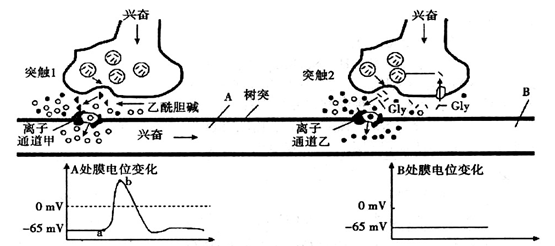 兴奋
兴奋
突触1
突触2
乙酰胆碱
A
树突
B
Gly
Gly
离子
通道甲
兴奋
离子
通道乙
A处膜电位变化
B处膜电位变化
b
0 mV
0 mV
-65 mV
a
-65 mV